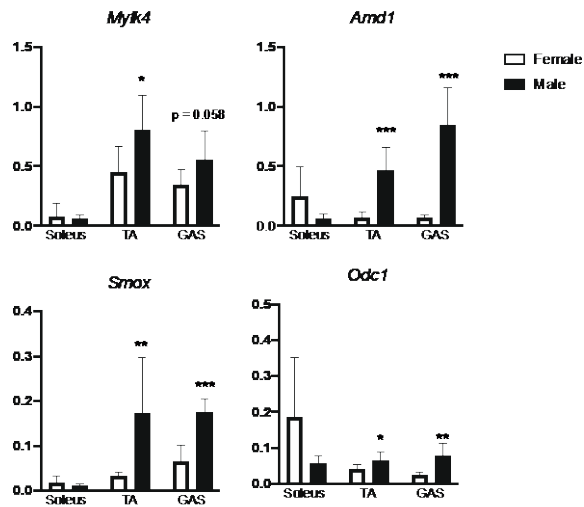 Mylk4
1.5
1.0
0.5
0.0
*
p = 0.058
Soleus TA GAS
Amd1
1.5
1.0
0.5
0.0
***
***
Soleus TA GAS
Female
Male
Smox
0.4
0.3
0.2
0.1
0.0
**
***
Soleus TA GAS
Odc1
0.5
0.4
0.3
0.2
0.1
0.0
*
**
Soleus TA GAS